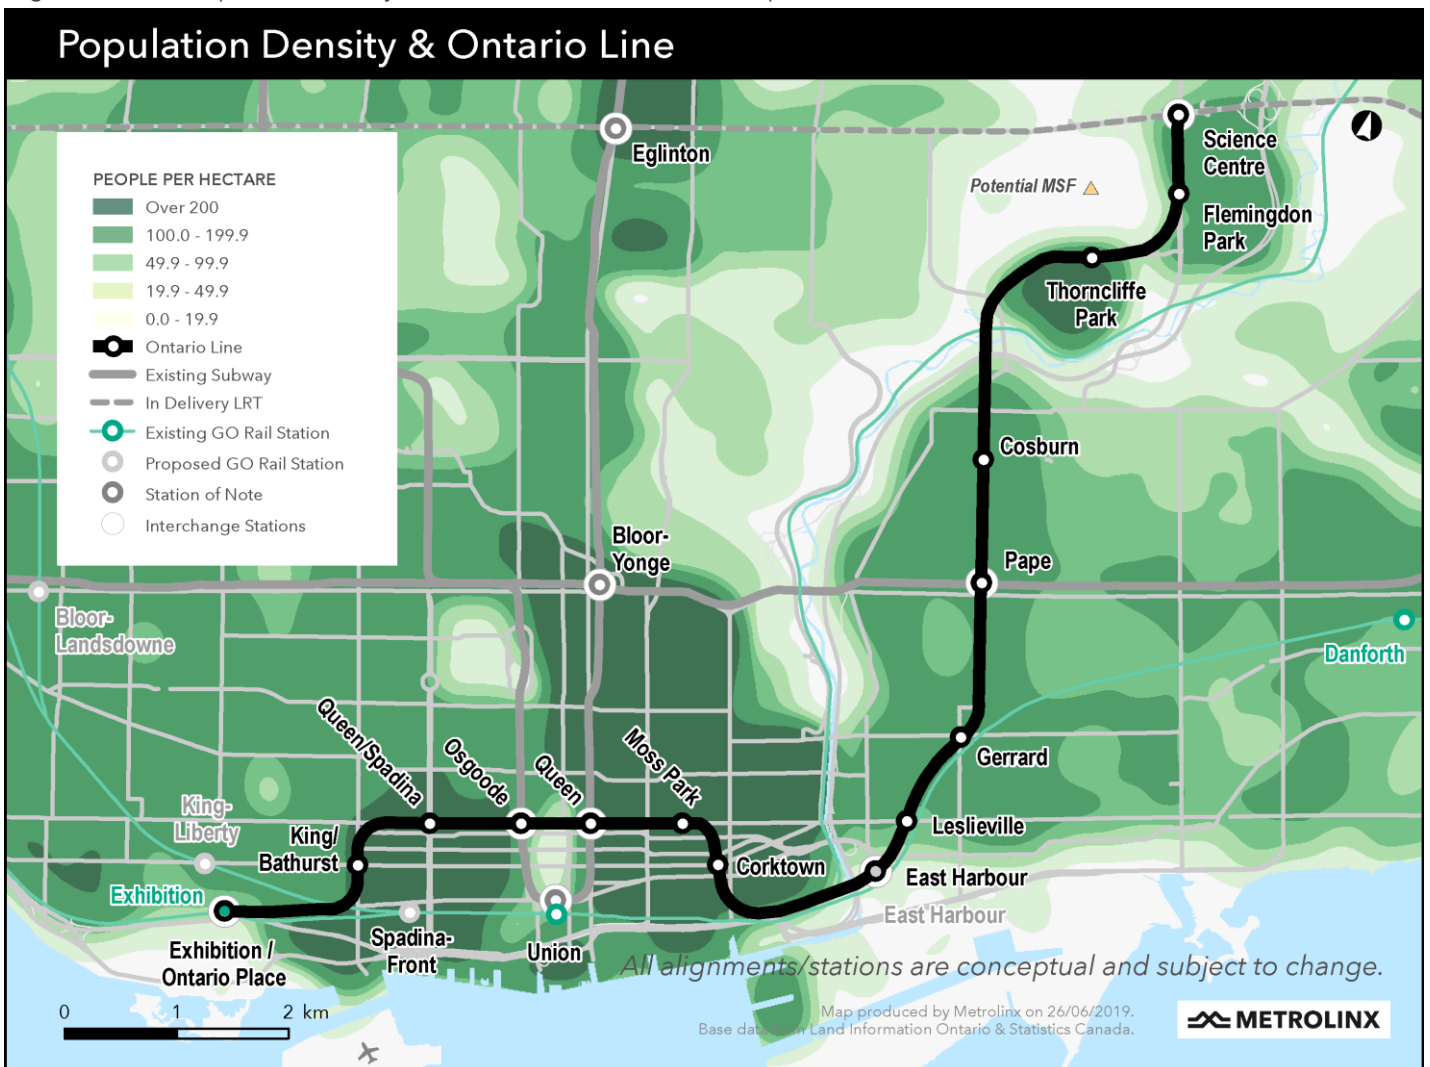 Population Density & Ontario Line
PEOPLE PER HECTARE
Over 200
100.0 - 199.9
49.9 - 99.9
19.9 - 49.9
0.0 - 19.9
Ontario Line
Existing Subway
In Delivery LRT
Existing GO Rail Station
Proposed GO Rail Station
Station of Note
Interchange Stations
Eglinton
Science
Centre
Potential MSF
Flemingdon
Park
Thorncliffe
Park
Cosburn
Bloor-
Yonge
Pape
Bloor-
Landsdowne
Danforth
Queen/Spadina
Osgoode
Queen
Moss Park
Gerrard
King-
Liberty
King/
Bathurst
Leslieville
Corktown
East Harbour
Exhibition
East Harbour
Exhibition /
Ontario Place
Spadina-
Front
Union
All alignments/stations are conceptual and subject to change.
0 1 2 km
Map produced by Metrolinx on 26/06/2019.
Base data from Land Information Ontario & Statistics Canada.
METROLINX